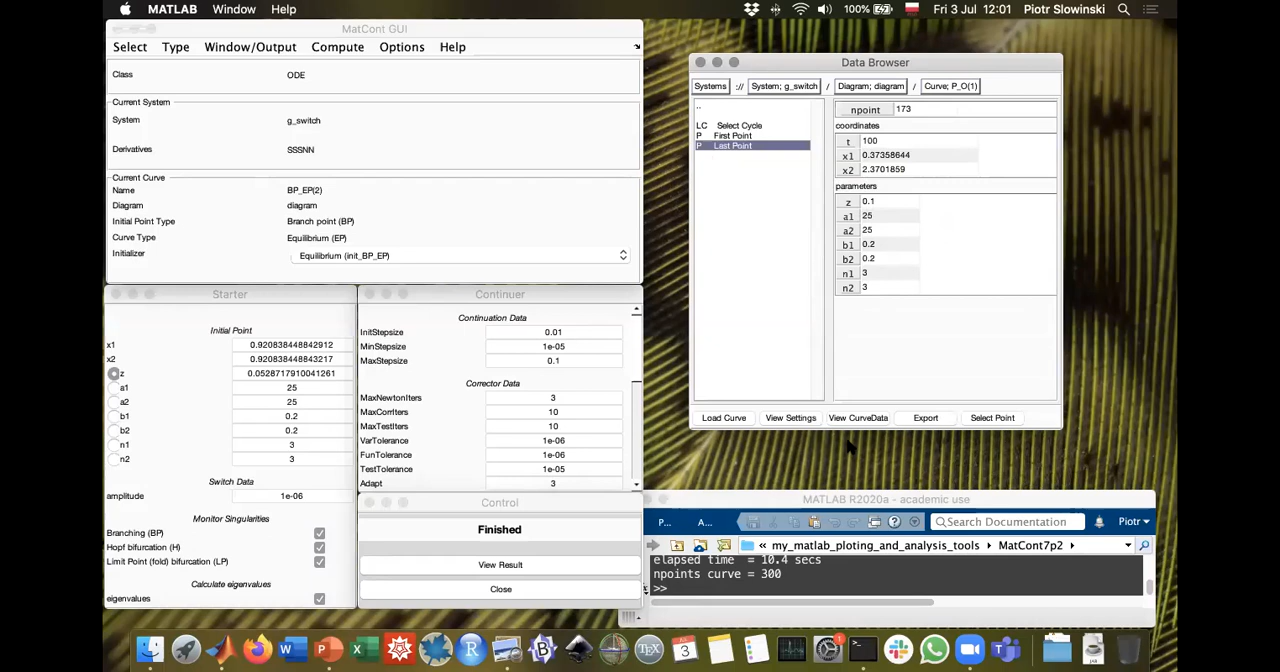 MATLAB Window Help
100% Fri 3 Jul 12:01 Piotr Slowinski
MatCont GUI
Select Type Window/Output Compute Options Help
Class ODE
Current System
System g_switch
Derivatives SSSNN
Current Curve
Name BP_EP(2)
Diagram diagram
Initial Point Type Branch point (BP)
Curve Type Equilibrium (EP)
Initializer Equilibrium (init_BP_EP)
Starter
Initial Point
x1 0.920838448842912
x2 0.920838448843217
z 0.0528717910041261
a1 25
a2 25
b1 0.2
b2 0.2
n1 3
n2 3
Switch Data
amplitude 1e-06
Monitor Singularities
Branching (BP)
Hopf bifurcation (H)
Limit Point (fold) bifurcation (LP)
Calculate eigenvalues
eigenvalues
Continuer
Continuation Data
InitStepsize 0.01
MinStepsize 1e-05
MaxStepsize 0.1
Corrector Data
MaxNewtonIters 3
MaxCorrIters 10
MaxTestIters 10
VarTolerance 1e-06
FunTolerance 1e-06
TestTolerance 1e-05
Adapt 3
Control
Finished
View Result
Close
Data Browser
Systems :// System; g_switch / Diagram; diagram / Curve; P_O(1)
..
LC Select Cycle
P First Point
P Last Point
npoint 173
coordinates
t 100
x1 0.37358644
x2 2.3701859
parameters
z 0.1
a1 25
a2 25
b1 0.2
b2 0.2
n1 3
n2 3
Load Curve View Settings View CurveData Export Select Point
MATLAB R2020a - academic use
P... A... Search Documentation Piotr
« my_matlab_ploting_and_analysis_tools MatCont7p2
elapsed time = 10.4 secs
npoints curve = 300
>>